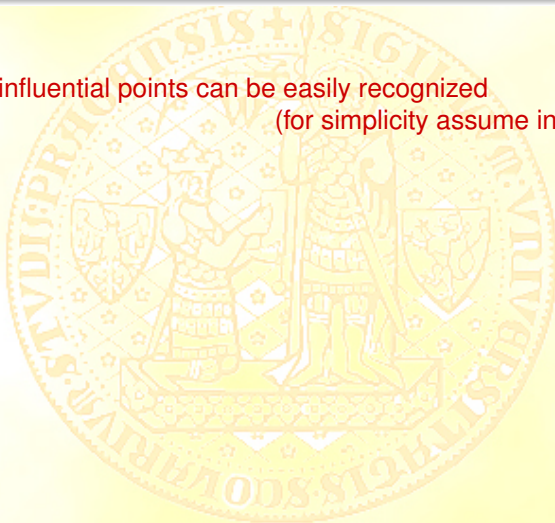 influential points can be easily recognized
(for simplicity assume in